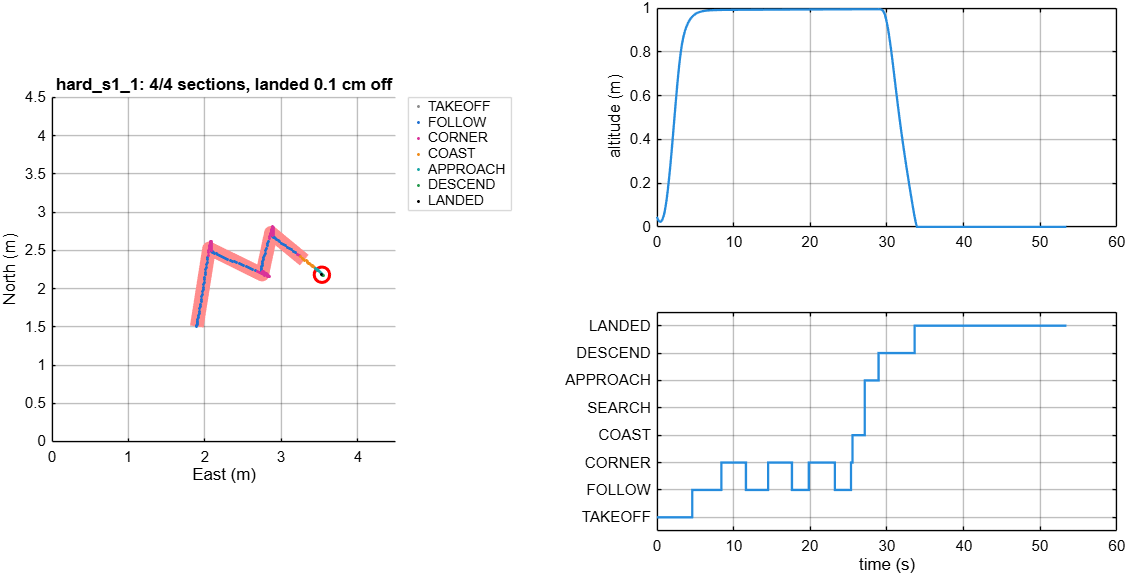 hard_s1_1: 4/4 sections, landed 0.1 cm off
North (m)
4.5
4
3.5
3
2.5
2
1.5
1
0.5
0
0
1
2
3
4
East (m)
TAKEOFF
FOLLOW
CORNER
COAST
APPROACH
DESCEND
LANDED
altitude (m)
1
0.8
0.6
0.4
0.2
0
0
10
20
30
40
50
60
LANDED
DESCEND
APPROACH
SEARCH
COAST
CORNER
FOLLOW
TAKEOFF
0
10
20
30
40
50
60
time (s)